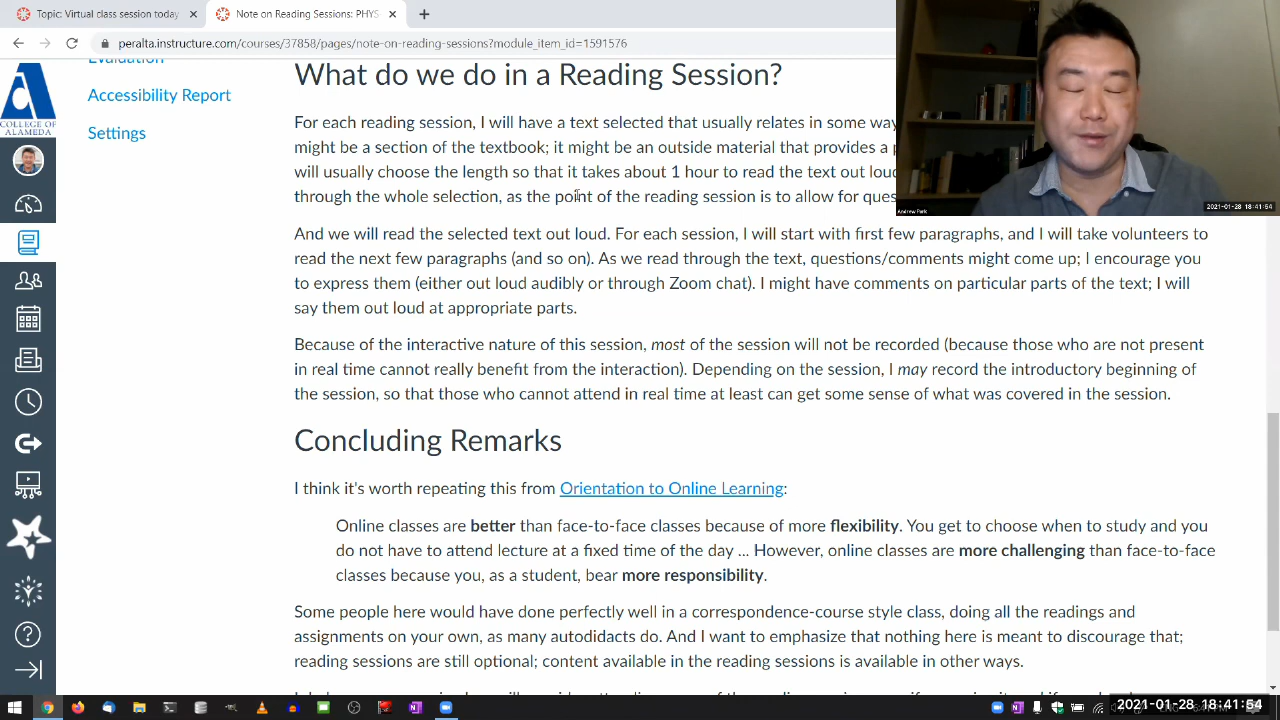 Topic: Virtual class session today
Note on Reading Sessions: PHYS
peralta.instructure.com/courses/37858/pages/note-on-reading-sessions?module_item_id=1591576
COLLEGE OF
ALAMEDA
Evaluation
Accessibility Report
Settings
What do we do in a Reading Session?
For each reading session, I will have a text selected that usually relates in some way
might be a section of the textbook; it might be an outside material that provides a
will usually choose the length so that it takes about 1 hour to read the text out
through the whole selection, as the point of the reading session is to allow for
And we will read the selected text out loud. For each session, I will start with first few paragraphs, and I will take volunteers to
read the next few paragraphs (and so on). As we read through the text, questions/comments might come up; I encourage you
to express them (either out loud audibly or through Zoom chat). I might have comments on particular parts of the text; I will
say them out loud at appropriate parts.
Because of the interactive nature of this session, most of the session will not be recorded (because those who are not present
in real time cannot really benefit from the interaction). Depending on the session, I may record the introductory beginning of
the session, so that those who cannot attend in real time at least can get some sense of what was covered in the session.
Concluding Remarks
I think it's worth repeating this from Orientation to Online Learning:
Online classes are better than face-to-face classes because of more flexibility. You get to choose when to study and you
do not have to attend lecture at a fixed time of the day ... However, online classes are more challenging than face-to-face
classes because you, as a student, bear more responsibility.
Some people here would have done perfectly well in a correspondence-course style class, doing all the readings and
assignments on your own, as many autodidacts do. And I want to emphasize that nothing here is meant to discourage that;
reading sessions are still optional; content available in the reading sessions is available in other ways.
Andrew Park
2021-01-28 18:41:54
2021-01-28 18:41:54